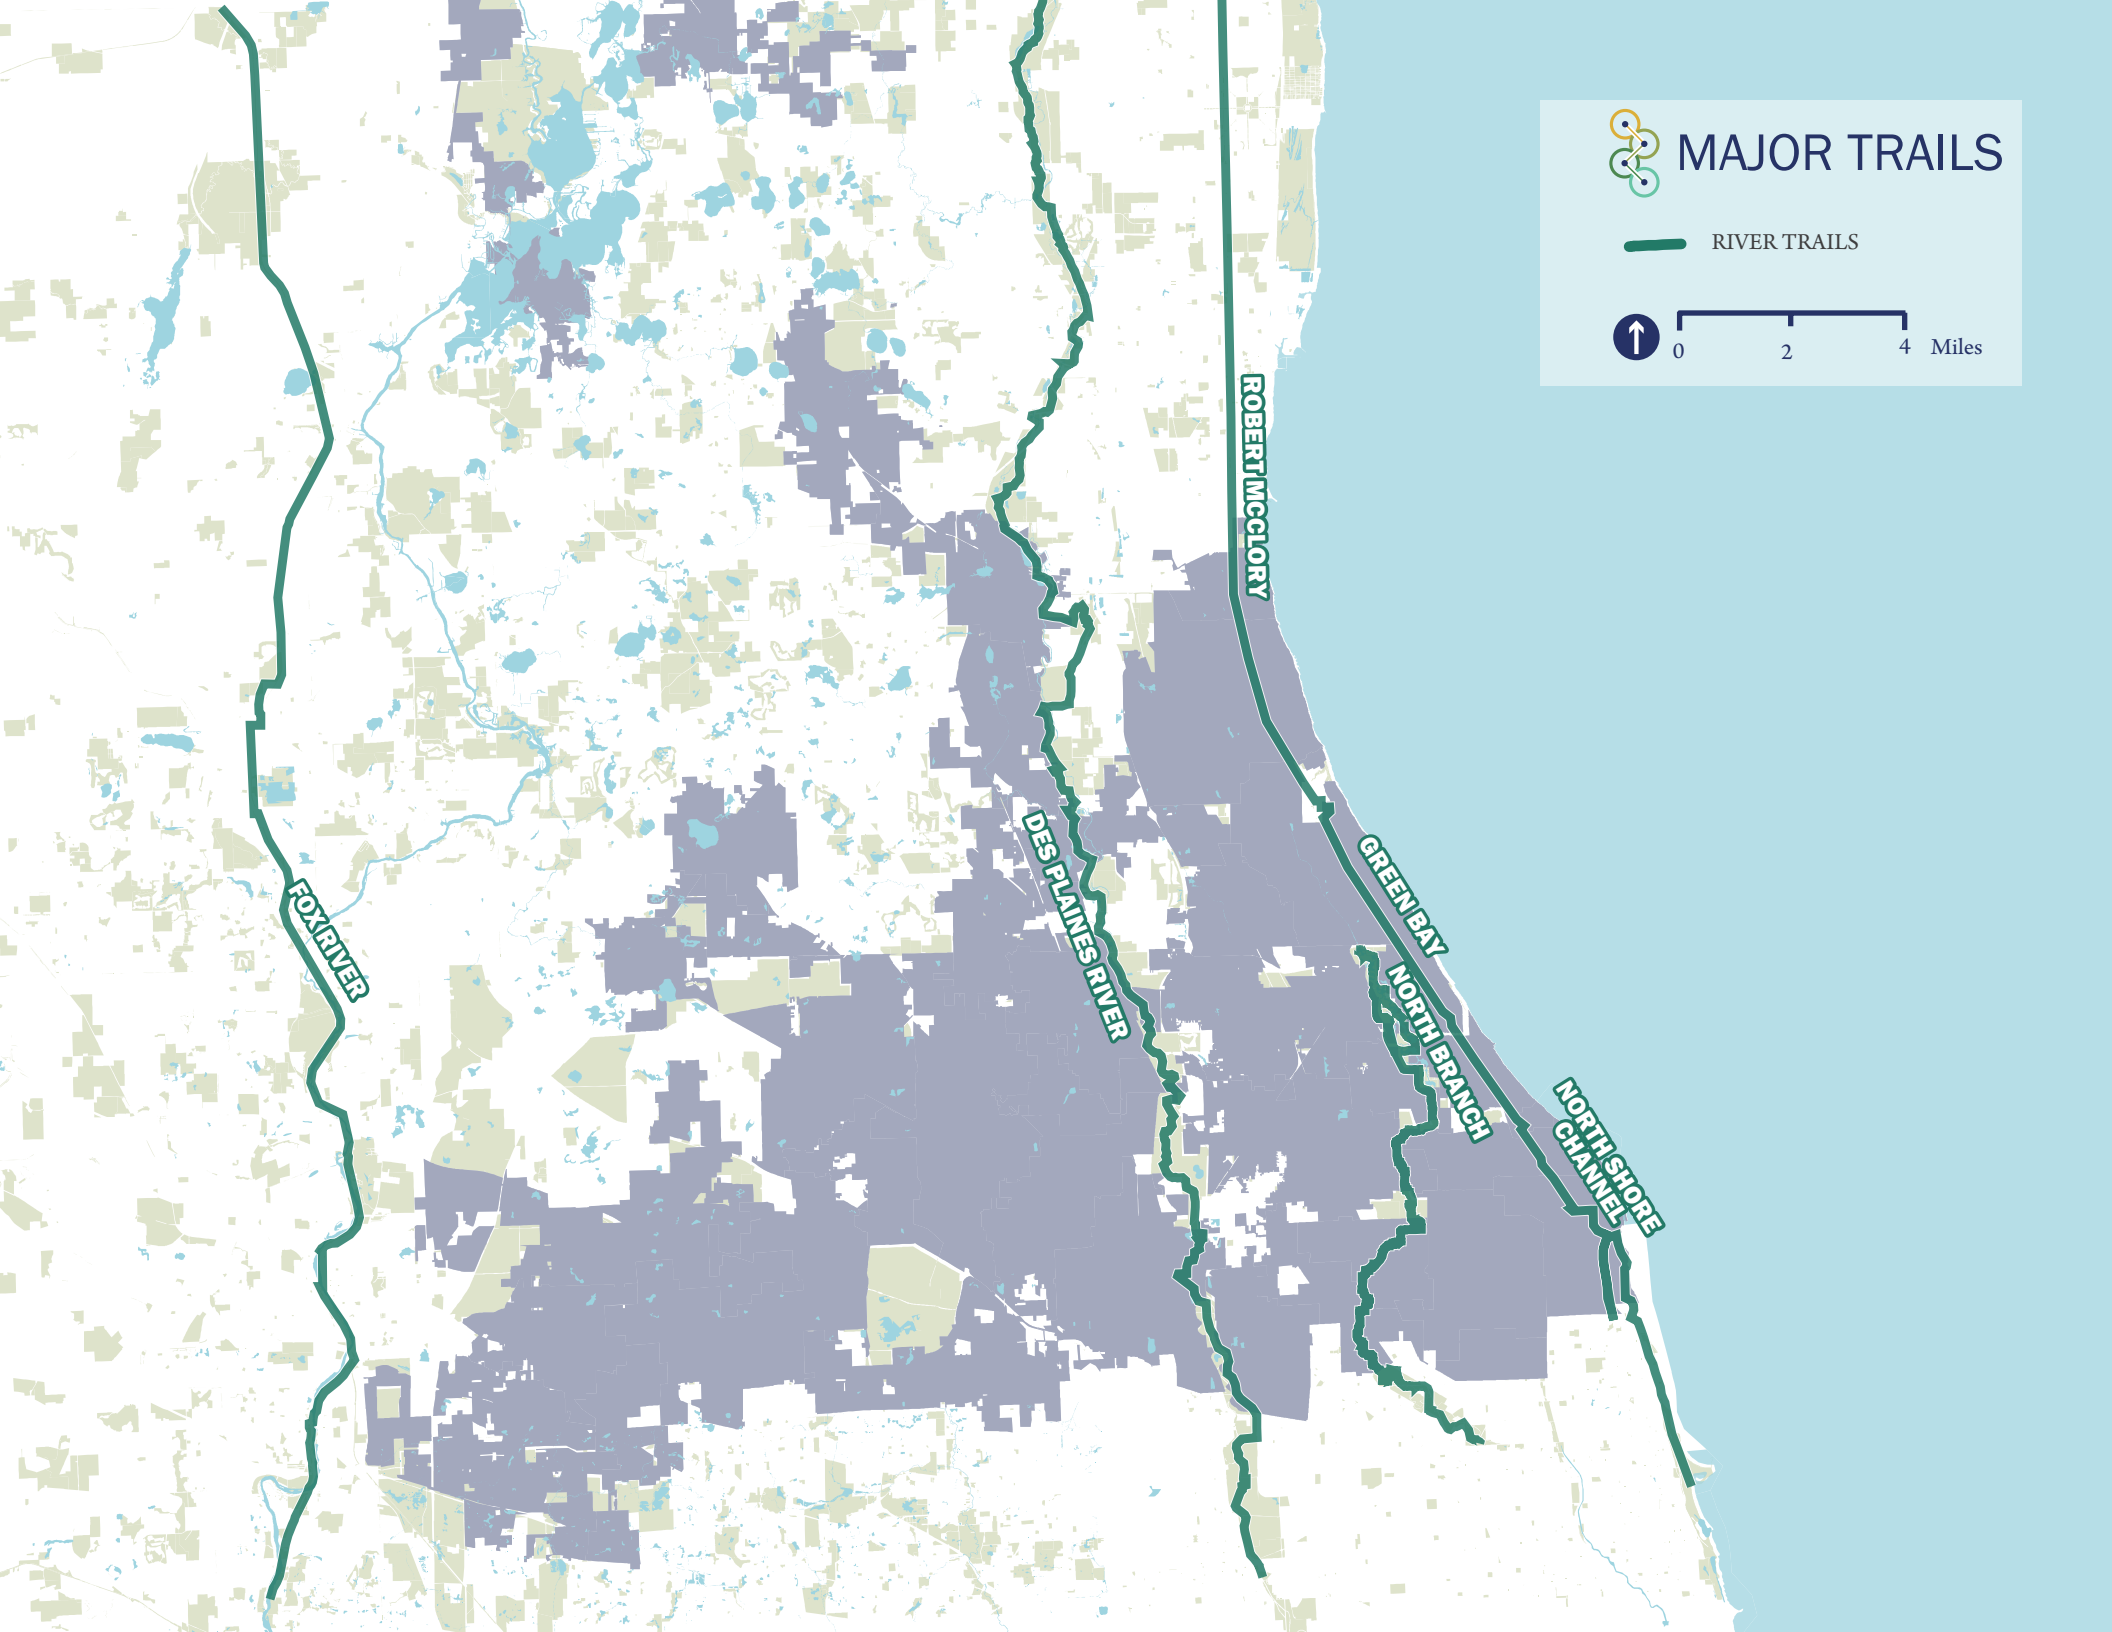 MAJOR TRAILS
RIVER TRAILS
0 2 4 Miles
ROBERT MCCLORY
DES PLAINES RIVER
GREEN BAY
FOX RIVER
NORTH BRANCH
NORTH SHORE
CHANNEL